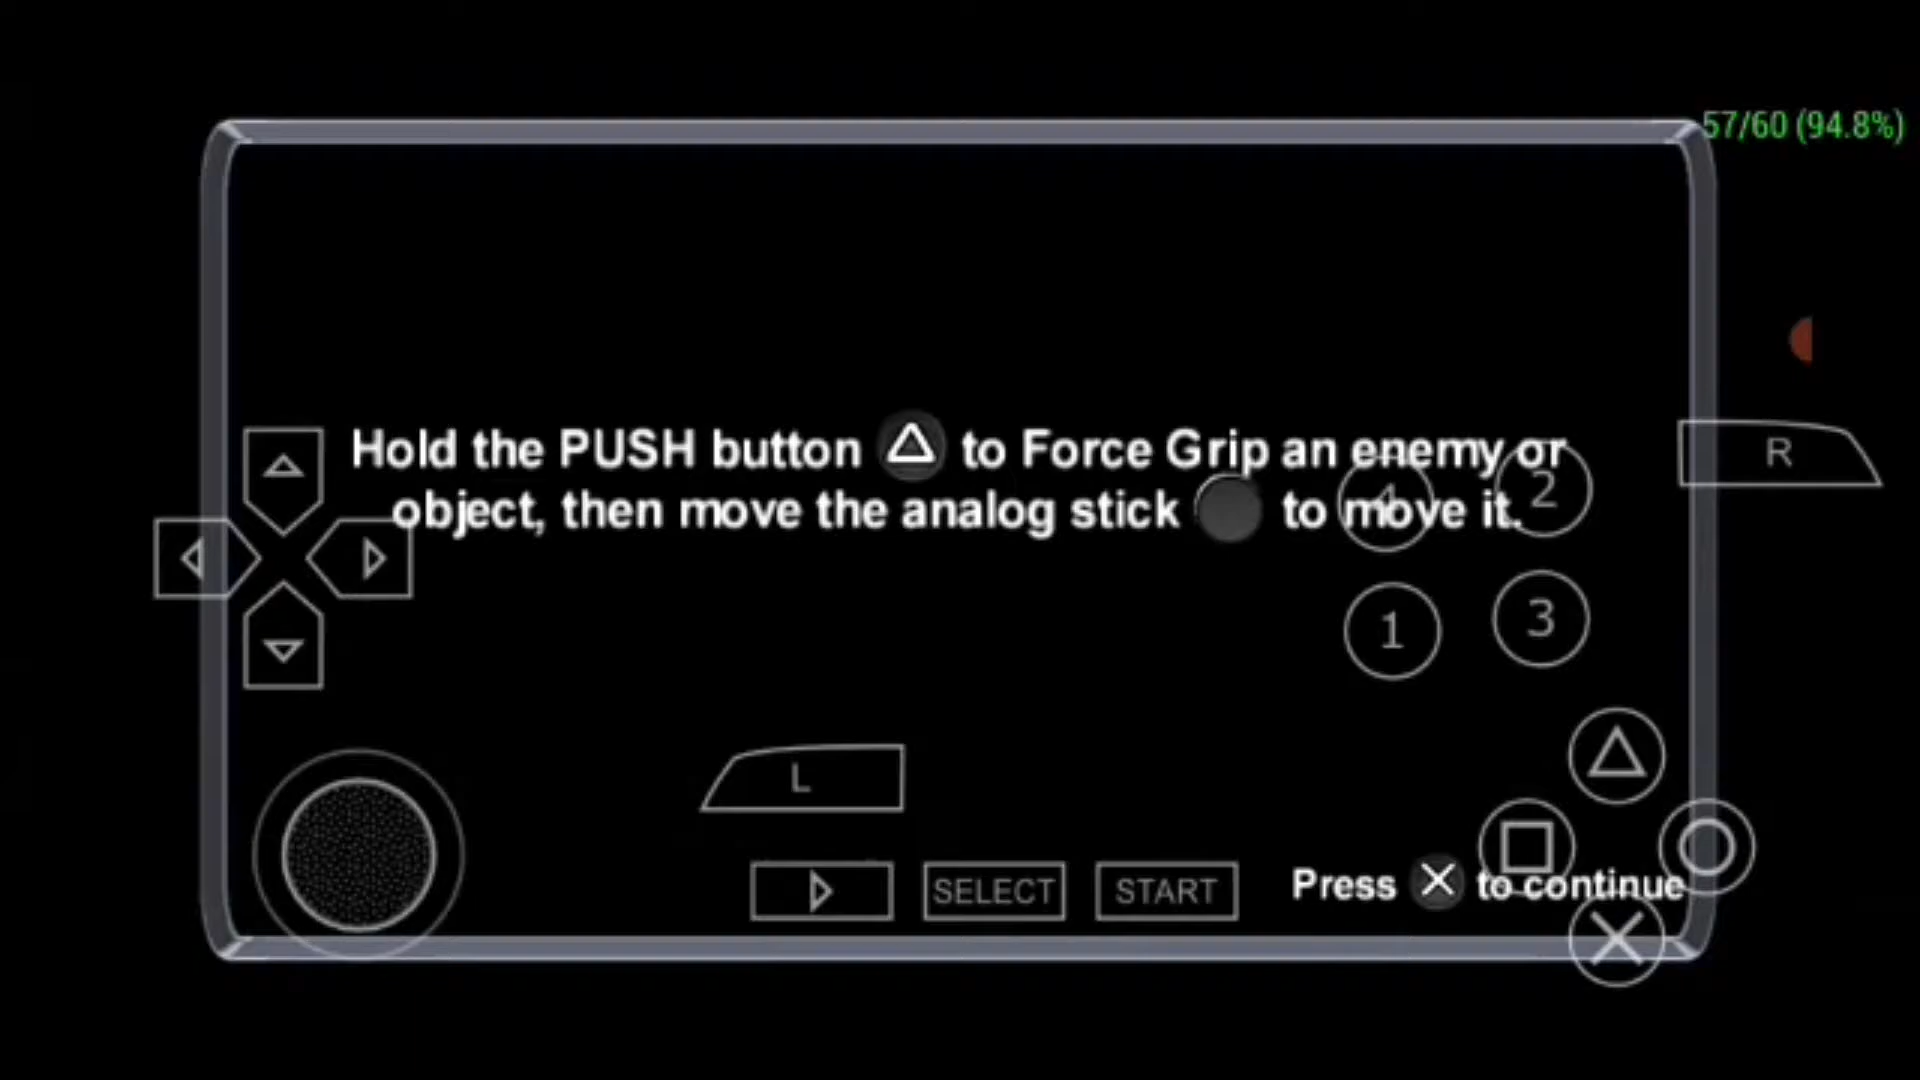 57/60 (94.8%)
Hold the PUSH button to Force Grip an enemy or
object, then move the analog stick to move it.
R
4
2
1
3
L
SELECT
START
Press to continue